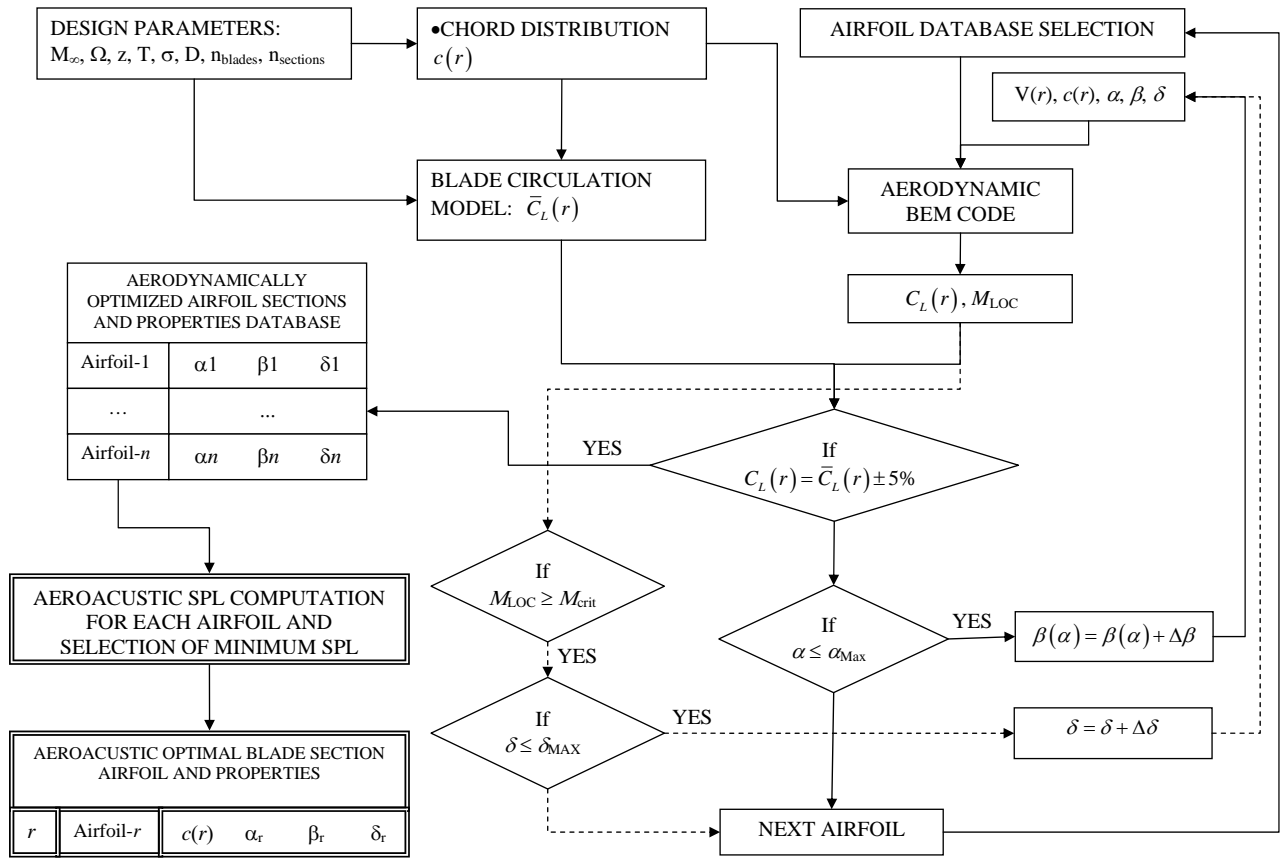 DESIGN PARAMETERS:
M∞, Ω, z, T, σ, D, nblades, nsections
•CHORD DISTRIBUTION
c(r)
AIRFOIL DATABASE SELECTION
V(r), c(r), α, β, δ
BLADE CIRCULATION
MODEL: C̅L(r)
AERODYNAMIC
BEM CODE
CL(r), MLOC
AERODYNAMICALLY
OPTIMIZED AIRFOIL SECTIONS
AND PROPERTIES DATABASE
Airfoil-1 α1 β1 δ1
… ...
Airfoil-n αn βn δn
YES
If
CL(r) = C̅L(r) ± 5%
If
MLOC ≥ Mcrit
YES
If
α ≤ αMax
YES
β(α) = β(α) + Δβ
AEROACUSTIC SPL COMPUTATION
FOR EACH AIRFOIL AND
SELECTION OF MINIMUM SPL
If
δ ≤ δMAX
YES
δ = δ + Δδ
AEROACUSTIC OPTIMAL BLADE SECTION
AIRFOIL AND PROPERTIES
r Airfoil-r c(r) αr βr δr
NEXT AIRFOIL